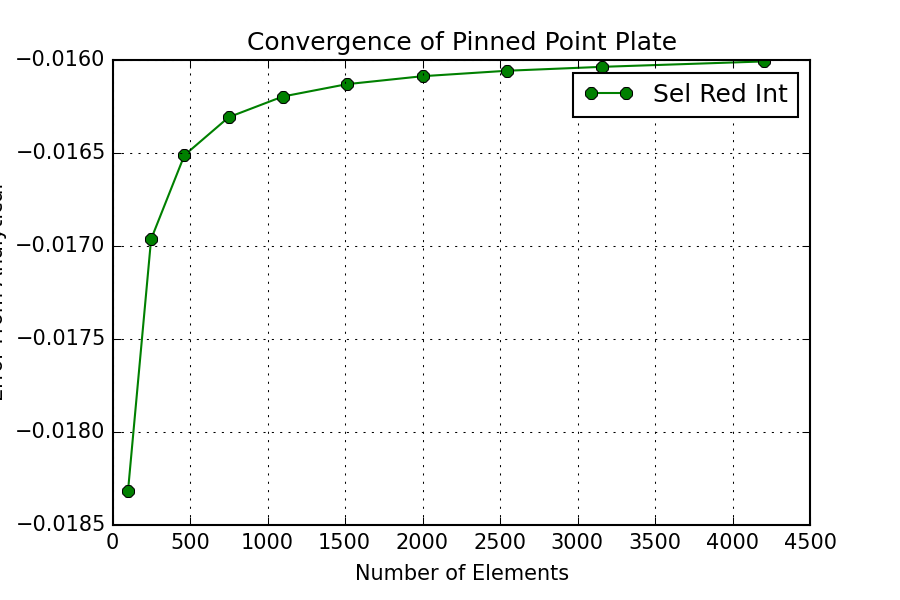 Convergence of Pinned Point Plate
−0.0160
Sel Red Int
−0.0165
−0.0170
−0.0175
−0.0180
−0.0185
0 500 1000 1500 2000 2500 3000 3500 4000 4500
Number of Elements